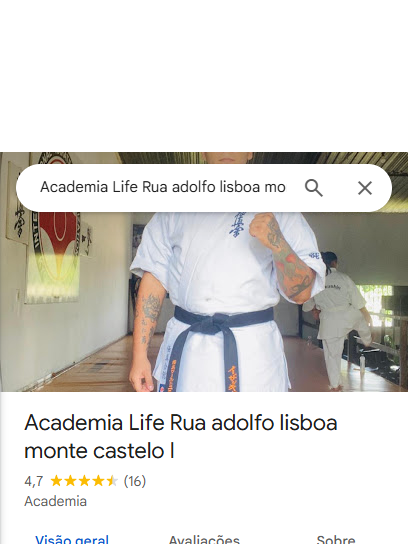 Academia Life Rua adolfo lisboa mo
Academia Life Rua adolfo lisboa
monte castelo l
4,7 (16)
Academia
Visão geral Avaliações Sobre